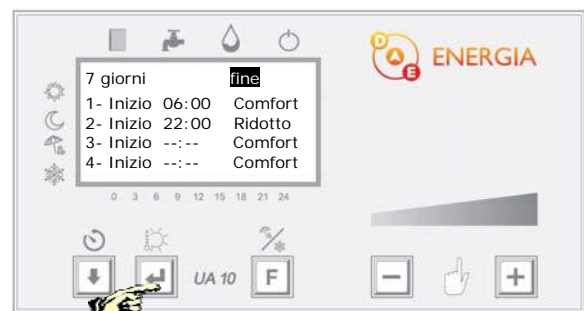 D A E ENERGIA
7 giorni fine
1- Inizio 06:00 Comfort
2- Inizio 22:00 Ridotto
3- Inizio --:-- Comfort
4- Inizio --:-- Comfort
0 3 6 9 12 15 18 21 24
UA 10 F